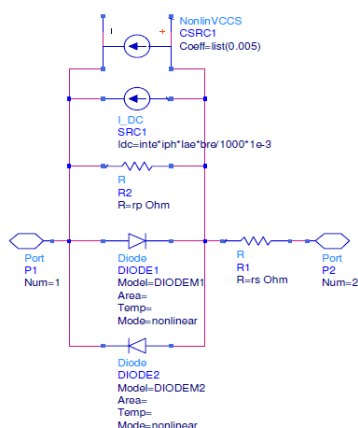 NonlinVCCS
CSRC1
Coeff=list(0.005)
I_DC
SRC1
Idc=inte*iph*lae*bre/1000*1e-3
R
R2
R=rp Ohm
Port
P1
Num=1
Diode
DIODE1
Model=DIODEM1
Area=
Temp=
Mode=nonlinear
R
R1
R=rs Ohm
Port
P2
Num=2
Diode
DIODE2
Model=DIODEM2
Area=
Temp=
Mode=nonlinear